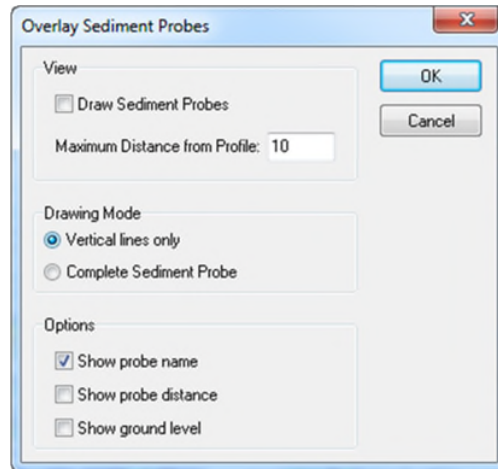 Overlay Sediment Probes
View
Draw Sediment Probes
Maximum Distance from Profile: 10
OK
Cancel
Drawing Mode
Vertical lines only
Complete Sediment Probe
Options
Show probe name
Show probe distance
Show ground level